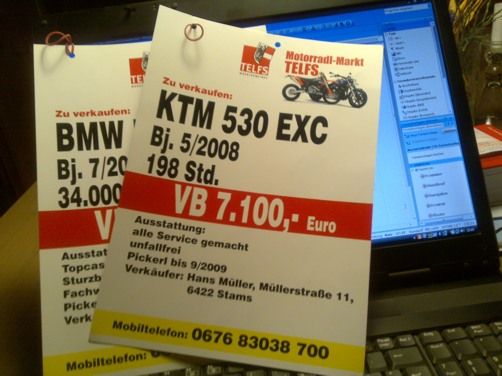 TELFS
Motorradl-Markt
TELFS
Zu verkaufen:
KTM 530 EXC
Bj. 5/2008
198 Std.
VB 7.100,- Euro
Ausstattung:
alle Service gemacht
unfallfrei
Pickerl bis 9/2009
Verkäufer: Hans Müller, Müllerstraße 11,
6422 Stams
Mobiltelefon: 0676 83038 700
TELFS
Zu verkaufen:
BMW
Bj. 7/20
34.000
Ausstat
Topcas
Sturzb
Fachw
Picke
Verk
Mobiltelefon: